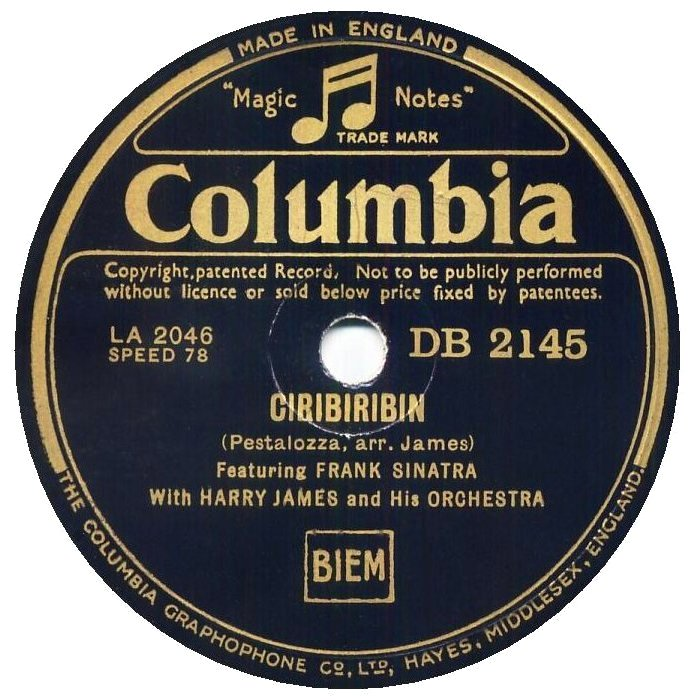 MADE IN ENGLAND
"Magic Notes"
TRADE MARK
Columbia
Copyright, patented Record, Not to be publicly performed
without licence or sold below price fixed by patentees.
LA 2046
SPEED 78
DB 2145
CIRIBIRIBIN
(Pestalozza, arr. James)
Featuring FRANK SINATRA
With HARRY JAMES and His ORCHESTRA
BIEM
THE COLUMBIA GRAPHOPHONE CO, LTD, HAYES, MIDDLESEX, ENGLAND.